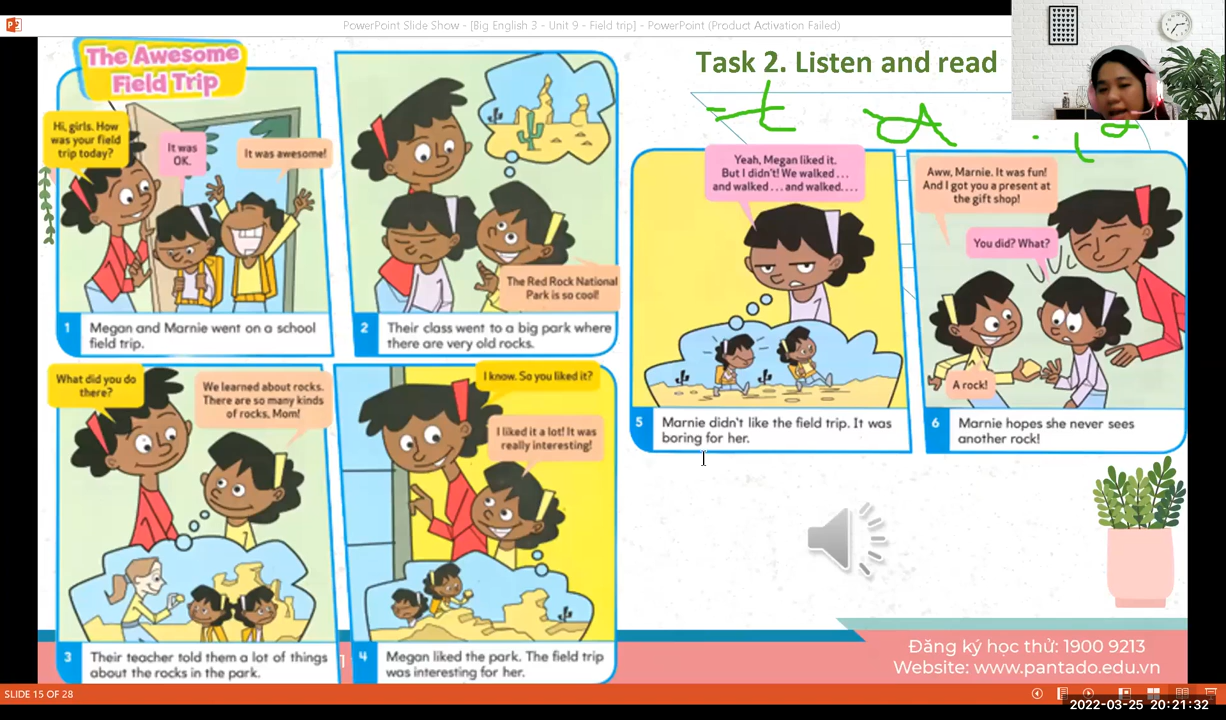 PowerPoint Slide Show - [Big English 3 - Unit 9 - Field trip] - PowerPoint (Product Activation Failed)
The Awesome
Field Trip
Hi, girls. How
was your field
trip today?
It was
OK.
It was awesome!
1 Megan and Marnie went on a school
field trip.
The Red Rock National
Park is so cool!
2 Their class went to a big park where
there are very old rocks.
What did you do
there?
We learned about rocks.
There are so many kinds
of rocks, Mom!
3 Their teacher told them a lot of things
about the rocks in the park.
I know. So you liked it?
I liked it a lot! It was
really interesting!
4 Megan liked the park. The field trip
was interesting for her.
Task 2. Listen and read
Yeah, Megan liked it.
But I didn't! We walked...
and walked...and walked....
5 Marnie didn't like the field trip. It was
boring for her.
Aww, Marnie. It was fun!
And I got you a present at
the gift shop!
You did? What?
A rock!
6 Marnie hopes she never sees
another rock!
Đăng ký học thử: 1900 9213
Website: www.pantado.edu.vn
SLIDE 15 OF 28
2022-03-25 20:21:32